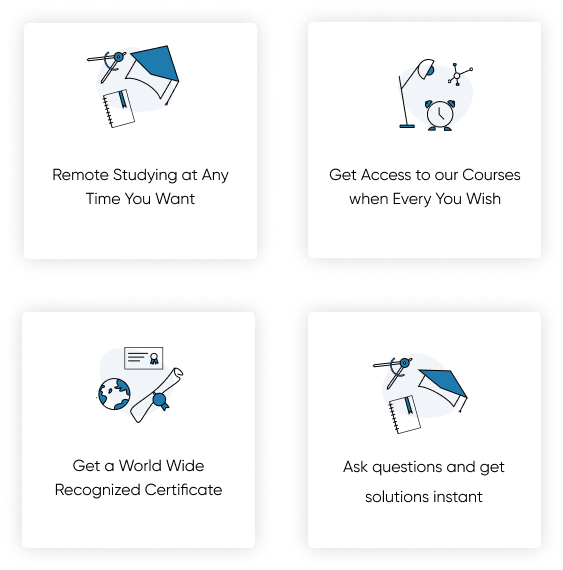 Remote Studying at Any
Time You Want
Get Access to our Courses
when Every You Wish
Get a World Wide
Recognized Certificate
Ask questions and get
solutions instant